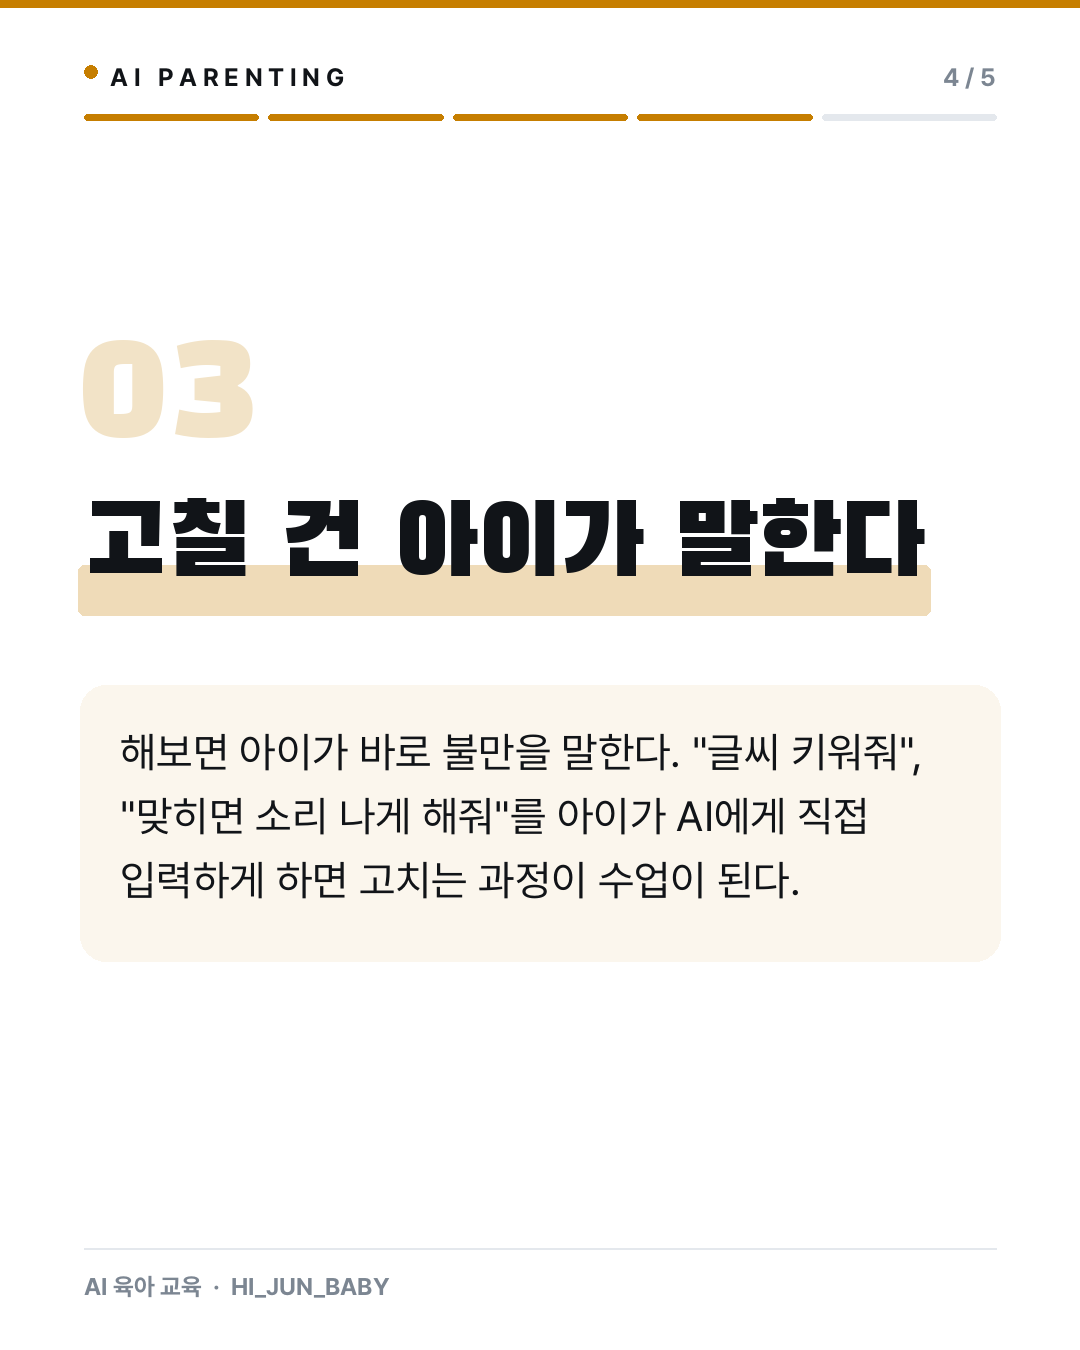 AI PARENTING
4 / 5
03
고칠 건 아이가 말한다
해보면 아이가 바로 불만을 말한다. "글씨 키워줘",
"맞히면 소리 나게 해줘"를 아이가 AI에게 직접
입력하게 하면 고치는 과정이 수업이 된다.
AI 육아 교육 · HI_JUN_BABY